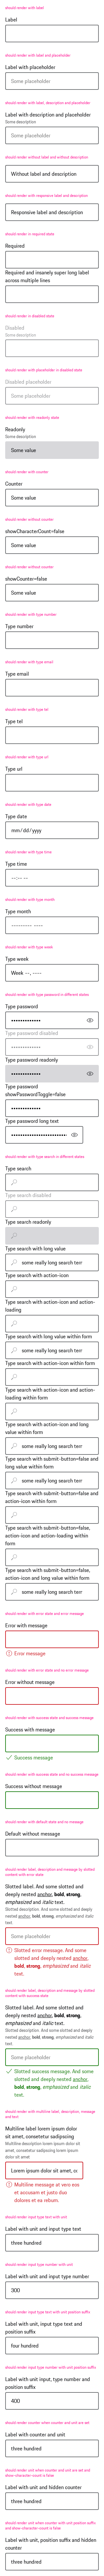 should render with label
Label
should render with label and placeholder
Label with placeholder
Some placeholder
should render with label, description and placeholder
Label with description and placeholder
Some description
Some placeholder
should render without label and without description
Without label and description
should render with responsive label and description
Responsive label and description
should render in required state
Required
Required and insanely super long label
across multiple lines
should render in disabled state
Disabled
Some description
should render with placeholder in disabled state
Disabled placeholder
Some placeholder
should render with readonly state
Readonly
Some description
Some value
should render with counter
Counter
Some value
should render without counter
showCharacterCount=false
Some value
should render without counter
showCounter=false
Some value
should render with type number
Type number
should render with type email
Type email
should render with type tel
Type tel
should render with type url
Type url
should render with type date
Type date
mm/dd/yyyy
should render with type time
Type time
--:-- --
should render with type month
Type month
--------- ----
should render with type week
Type week
Week --, ----
should render with type password in different states
Type password
••••••••••••••
Type password disabled
••••••••••••••
Type password readonly
••••••••••••••
Type password
showPasswordToggle=false
••••••••••••••
Type password long text
should render with type search in different states
Type search
Type search disabled
Type search readonly
Type search with long value
some really long search terr
Type search with action-icon
Type search with action-icon and action-
loading
Type search with long value within form
some really long search terr
Type search with action-icon within form
Type search with action-icon and action-
loading within form
Type search with action-icon and long
value within form
some really long search terr
Type search with submit-button=false and
long value within form
some really long search terr
Type search with submit-button=false and
action-icon within form
Type search with submit-button=false,
action-icon and action-loading within
form
Type search with submit-button=false,
action-icon and long value within form
some really long search terr
should render with error state and error message
Error with message
Error message
should render with error state and no error message
Error without message
should render with success state and success message
Success with message
Success message
should render with success state and no success message
Success without message
should render with default state and no message
Default without message
should render label, description and message by slotted
content with error state
Slotted label. Some slotted and
deeply nested anchor, bold, strong,
emphasized and italic text.
Slotted description. Some slotted and deeply
nested anchor, bold, strong, emphasized and italic
text.
Some placeholder
Slotted error message. And some
slotted and deeply nested anchor,
bold, strong, emphasized and italic
text.
should render label, description and message by slotted
content with success state
Slotted label. Some slotted and
deeply nested anchor, bold, strong,
emphasized and italic text.
Slotted description. And some slotted and deeply
nested anchor, bold, strong, emphasized and italic
text.
Some placeholder
Slotted success message. And some
slotted and deeply nested anchor,
bold, strong, emphasized and italic
text.
should render with multiline label, description, message
and text
Multiline label lorem ipsum dolor
sit amet, consetetur sadipscing
Multiline description lorem ipsum dolor sit
amet, consetetur sadipscing lorem ipsum
dolor sit amet
Lorem ipsum dolor sit amet, co
Multiline message at vero eos
et accusam et justo duo
dolores et ea rebum.
should render input type text with unit
Label with unit and input type text
three hundred
should render input type number with unit
Label with unit and input type number
300
should render input type text with unit position suffix
Label with unit, input type text and
position suffix
four hundred
should render input type number with unit position suffix
Label with unit input, type number and
position suffix
400
should render counter when counter and unit are set
Label with counter and unit
three hundred
should render unit when counter and unit are set and
show-character-count is false
Label with unit and hidden counter
three hundred
should render unit when counter with unit position suffix
and show-character-count is false
Label with unit, position suffix and hidden
counter
three hundred